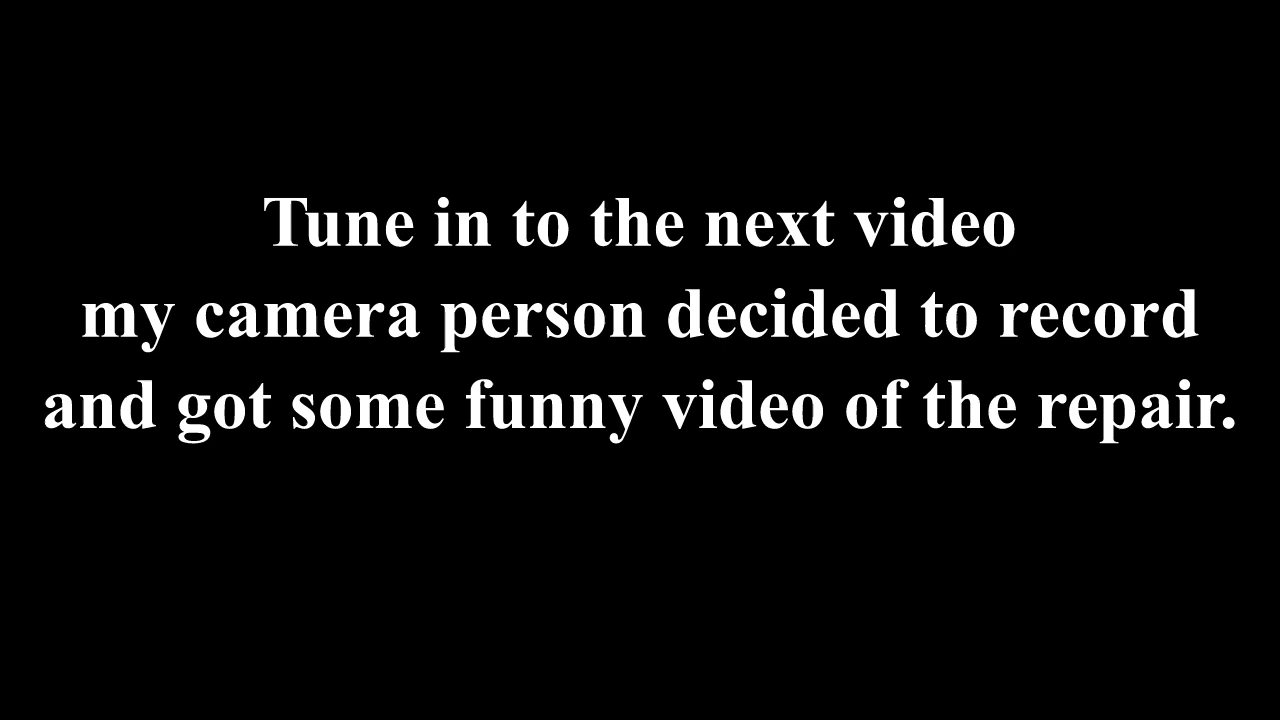 Tune in to the next video
my camera person decided to record
and got some funny video of the repair.